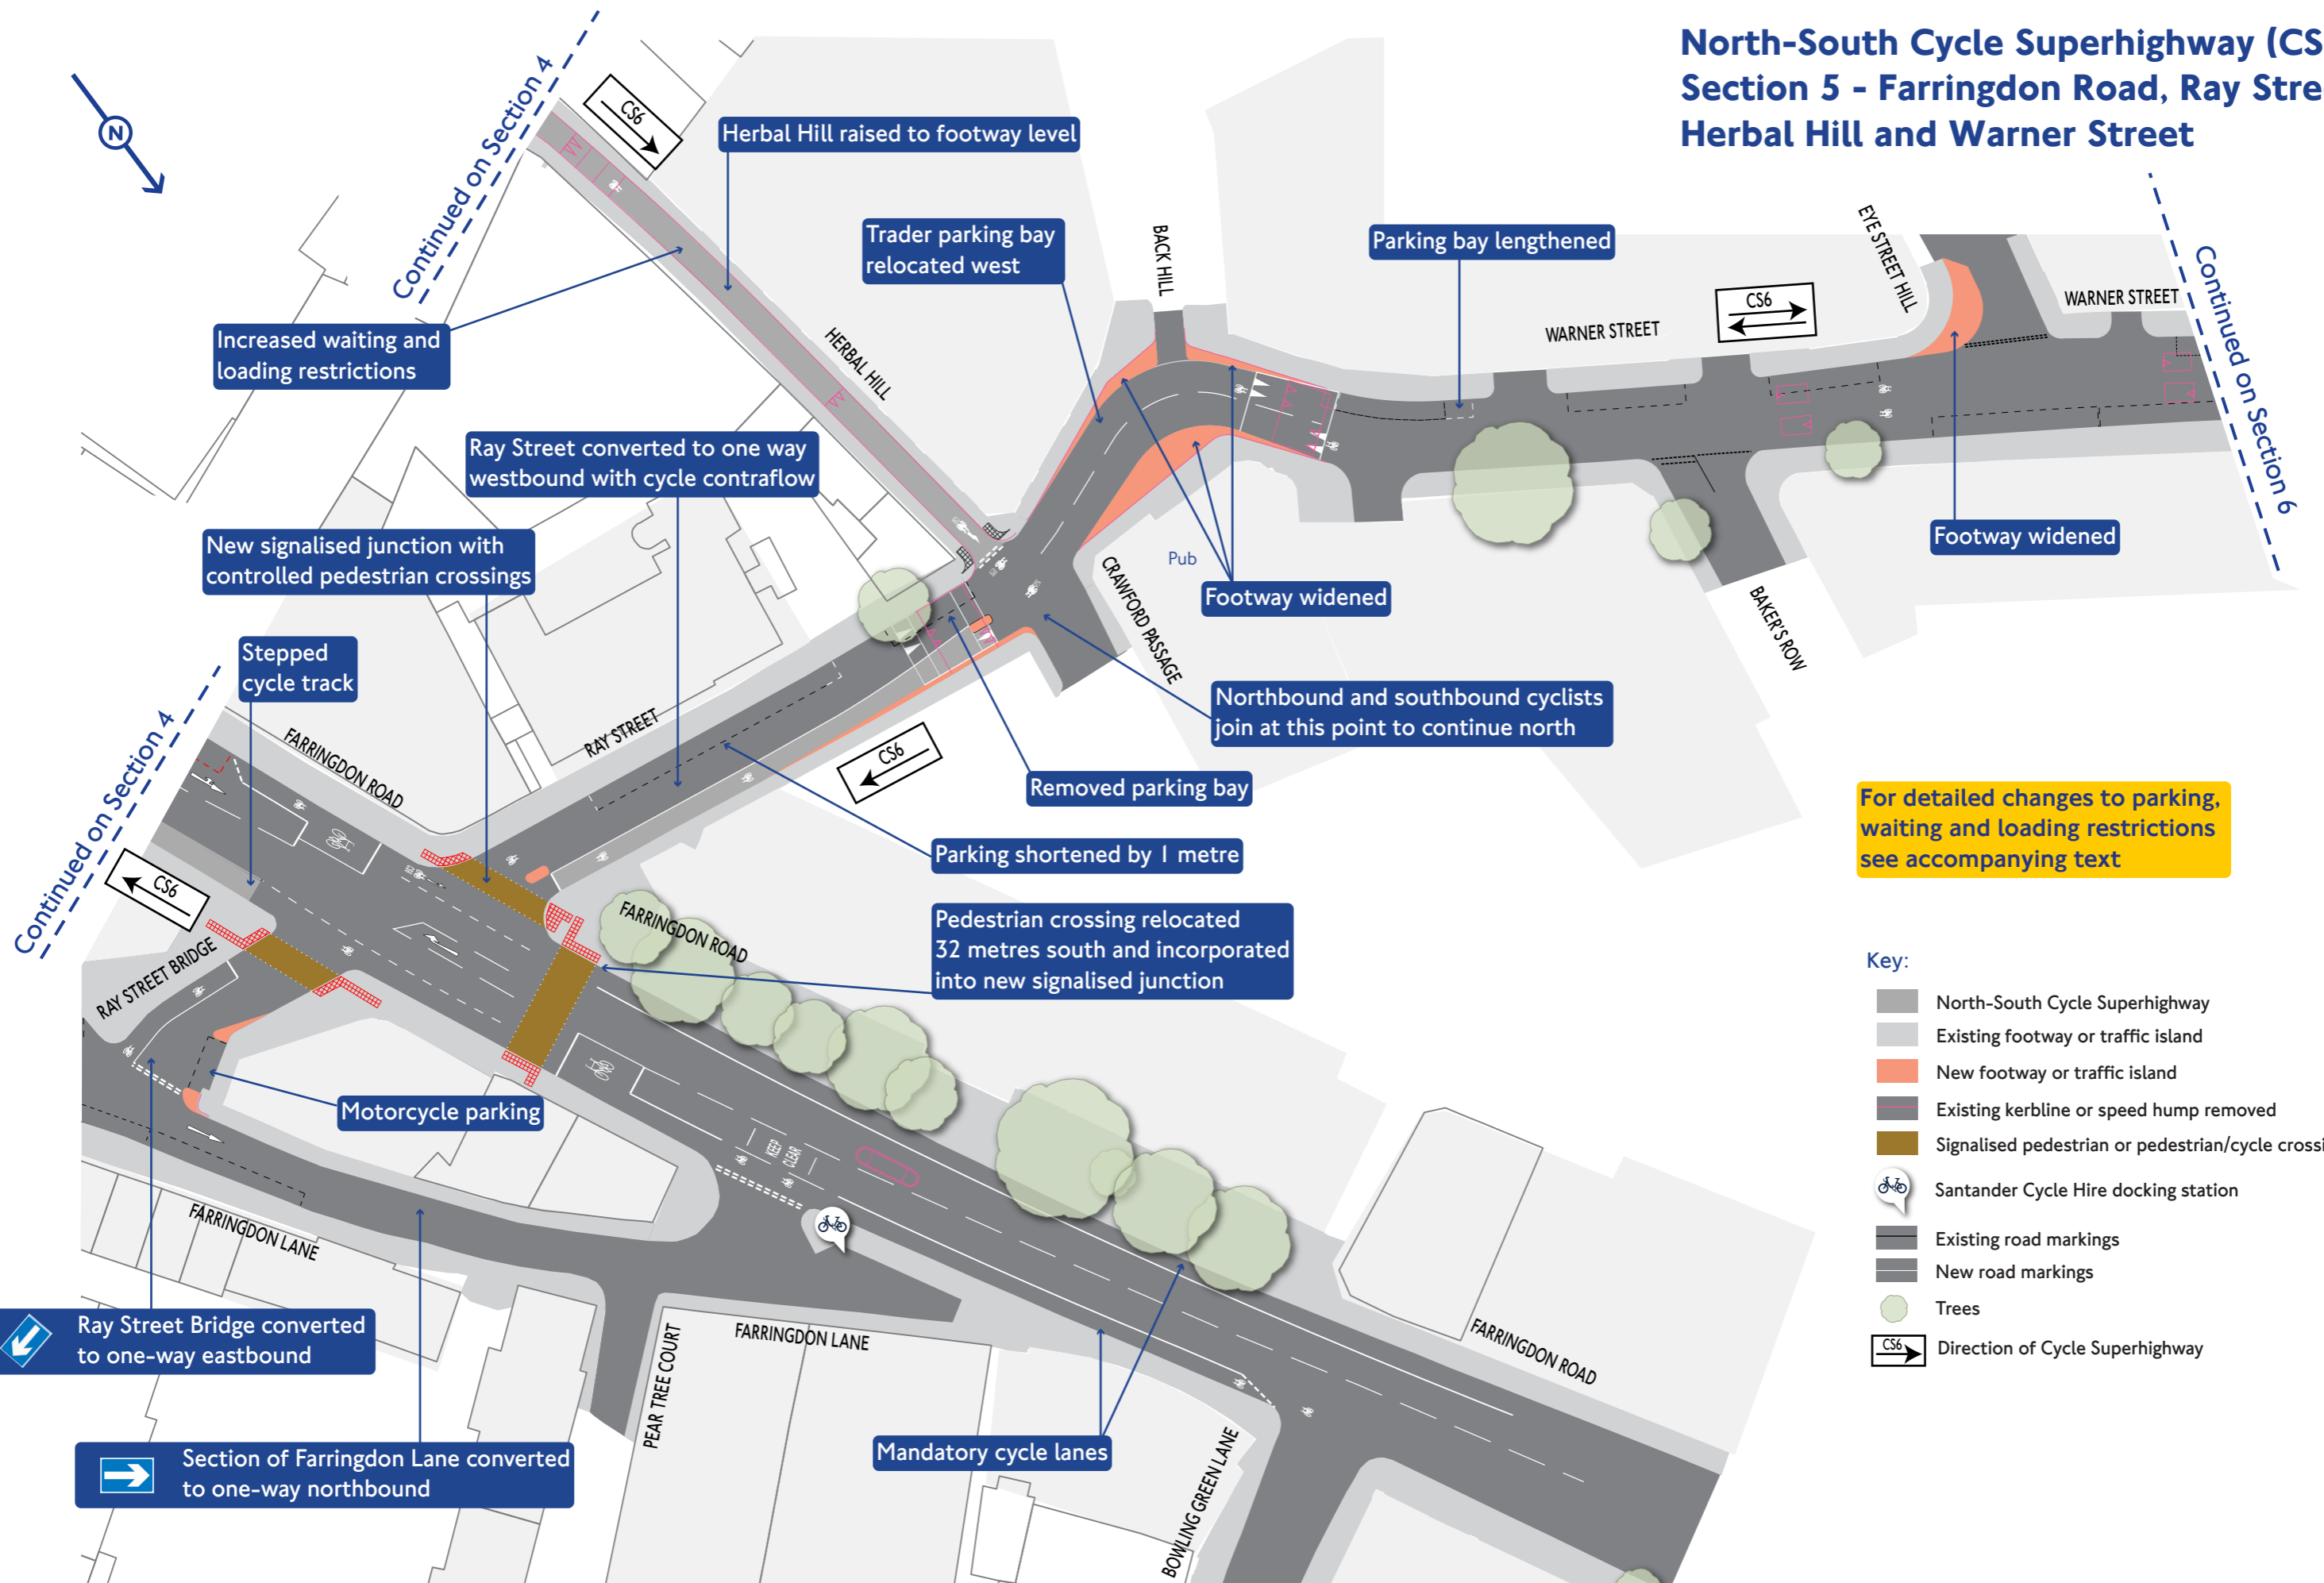 North-South Cycle Superhighway (CS
Section 5 - Farringdon Road, Ray Stre
Herbal Hill and Warner Street
N
Continued on Section 4
CS6
Herbal Hill raised to footway level
Trader parking bay
relocated west
BACK HILL
Parking bay lengthened
EYE STREET HILL
CS6
WARNER STREET
WARNER STREET
Continued on Section 6
Increased waiting and
loading restrictions
HERBAL HILL
Ray Street converted to one way
westbound with cycle contraflow
New signalised junction with
controlled pedestrian crossings
Pub
Footway widened
Footway widened
CRAWFORD PASSAGE
BAKER'S ROW
Stepped
cycle track
Continued on Section 4
FARRINGDON ROAD
RAY STREET
CS6
Northbound and southbound cyclists
join at this point to continue north
Removed parking bay
Parking shortened by 1 metre
For detailed changes to parking,
waiting and loading restrictions
see accompanying text
CS6
RAY STREET BRIDGE
FARRINGDON ROAD
Pedestrian crossing relocated
32 metres south and incorporated
into new signalised junction
Motorcycle parking
KEEP
CLEAR
FARRINGDON LANE
Ray Street Bridge converted
to one-way eastbound
Section of Farringdon Lane converted
to one-way northbound
PEAR TREE COURT
FARRINGDON LANE
Mandatory cycle lanes
BOWLING GREEN LANE
FARRINGDON ROAD
Key:
North-South Cycle Superhighway
Existing footway or traffic island
New footway or traffic island
Existing kerbline or speed hump removed
Signalised pedestrian or pedestrian/cycle crossi
Santander Cycle Hire docking station
Existing road markings
New road markings
Trees
CS6
Direction of Cycle Superhighway